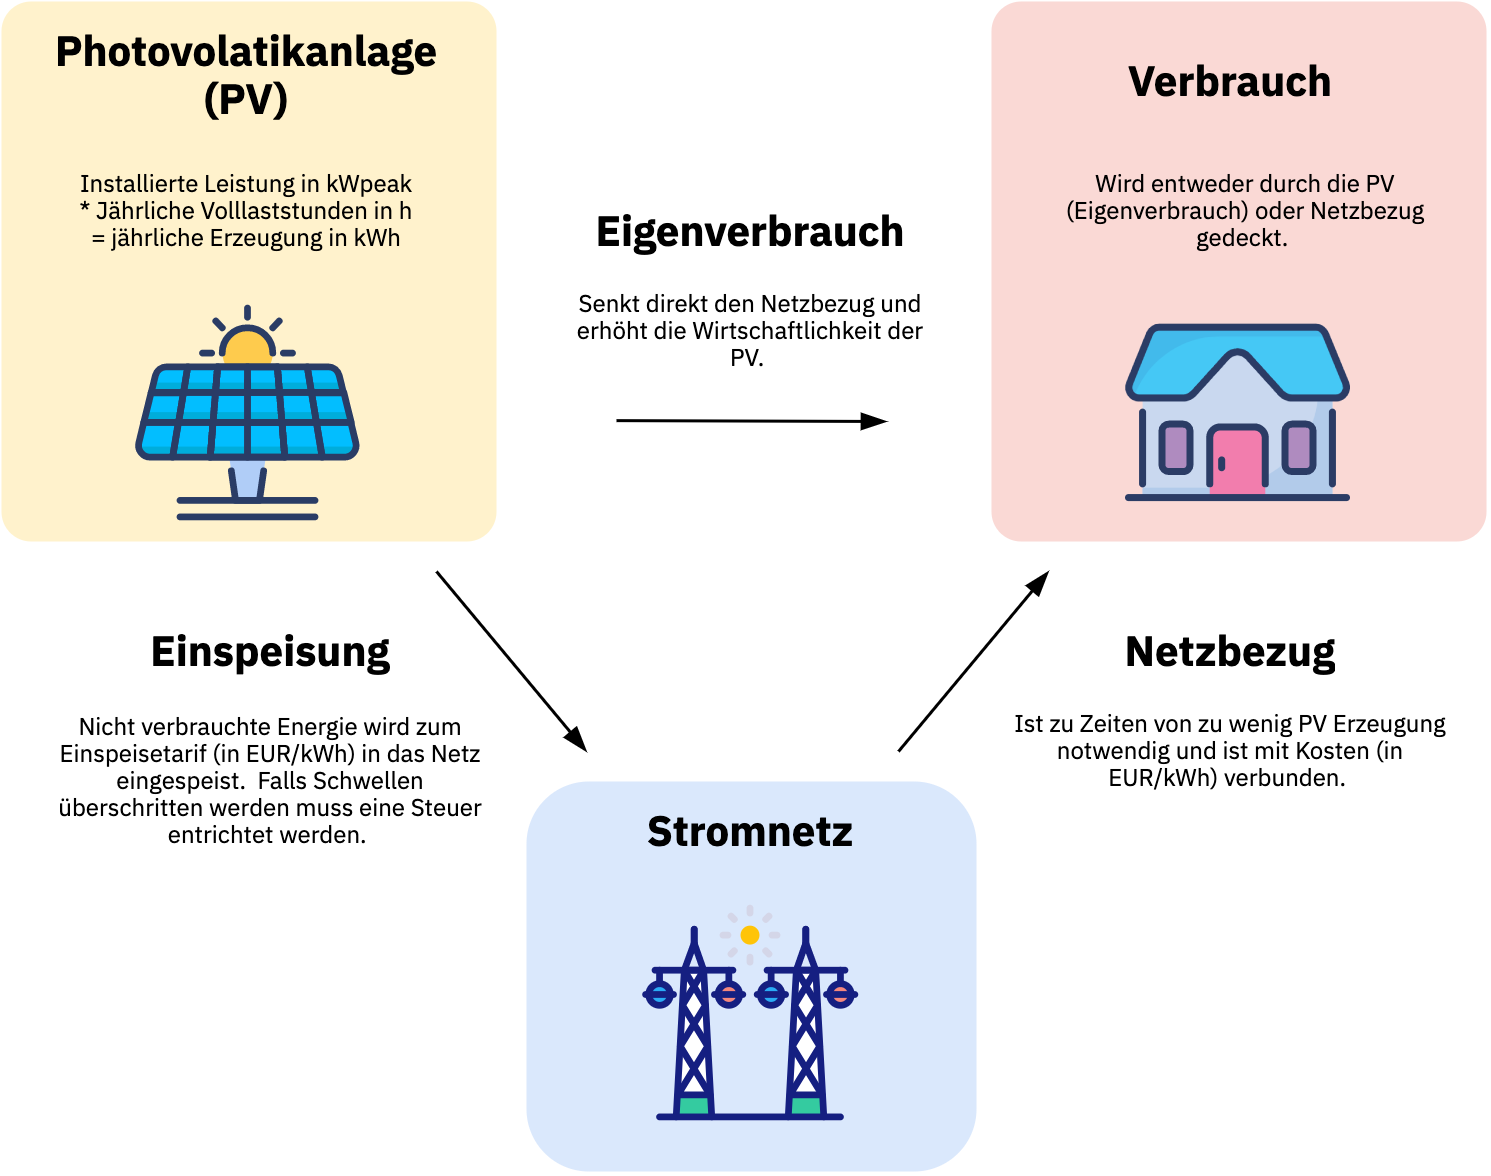 Photovolatikanlage
(PV)
Installierte Leistung in kWpeak
* Jährliche Volllaststunden in h
= jährliche Erzeugung in kWh
Eigenverbrauch
Senkt direkt den Netzbezug und
erhöht die Wirtschaftlichkeit der
PV.
Verbrauch
Wird entweder durch die PV
(Eigenverbrauch) oder Netzbezug
gedeckt.
Einspeisung
Nicht verbrauchte Energie wird zum
Einspeisetarif (in EUR/kWh) in das Netz
eingespeist.  Falls Schwellen
überschritten werden muss eine Steuer
entrichtet werden.
Netzbezug
Ist zu Zeiten von zu wenig PV Erzeugung
notwendig und ist mit Kosten (in
EUR/kWh) verbunden.
Stromnetz